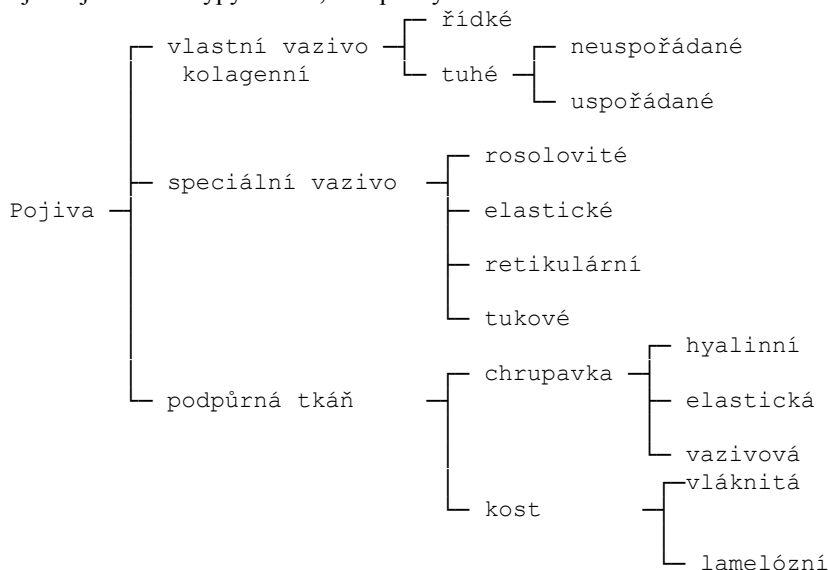 řídké
vlastní vazivo
neuspořádané
kolagenní
tuhé
uspořádané
rosolovité
speciální vazivo
Pojiva
elastické
retikulární
tukové
hyalinní
chrupavka
podpůrná tkáň
elastická
vazivová
vláknitá
kost
lamelózní